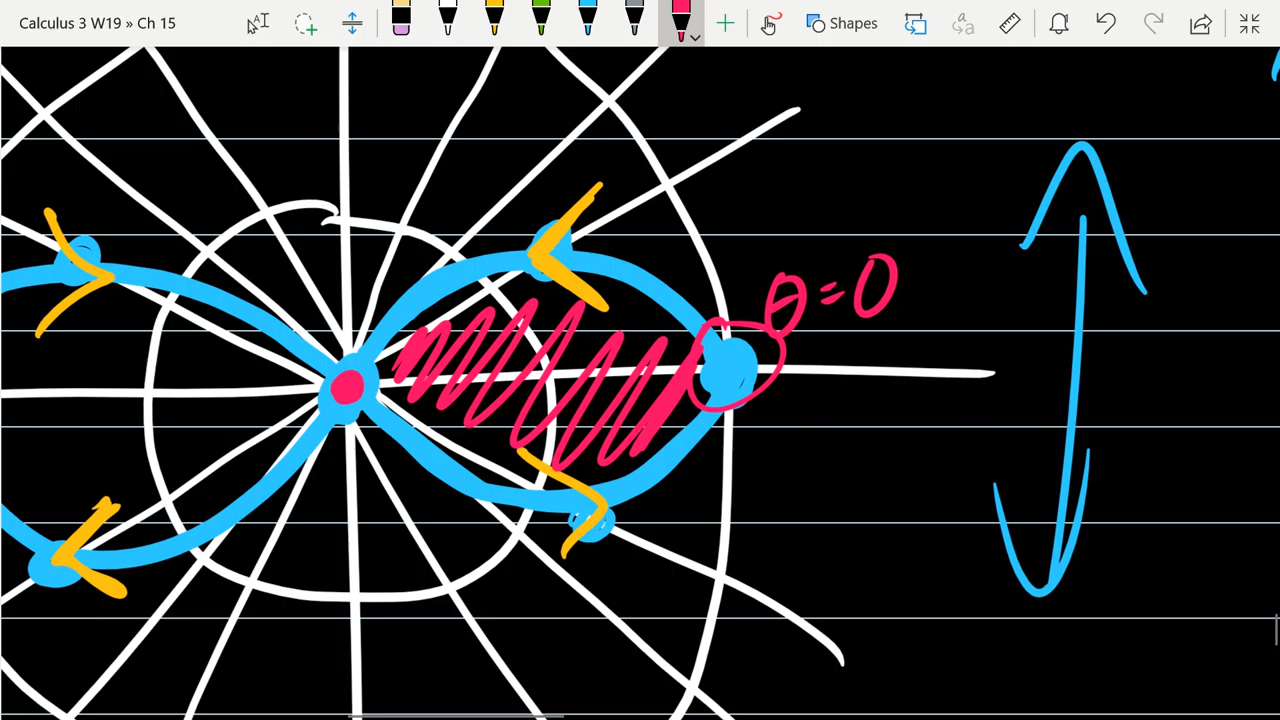 Calculus 3 W19 » Ch 15
Shapes
θ = 0